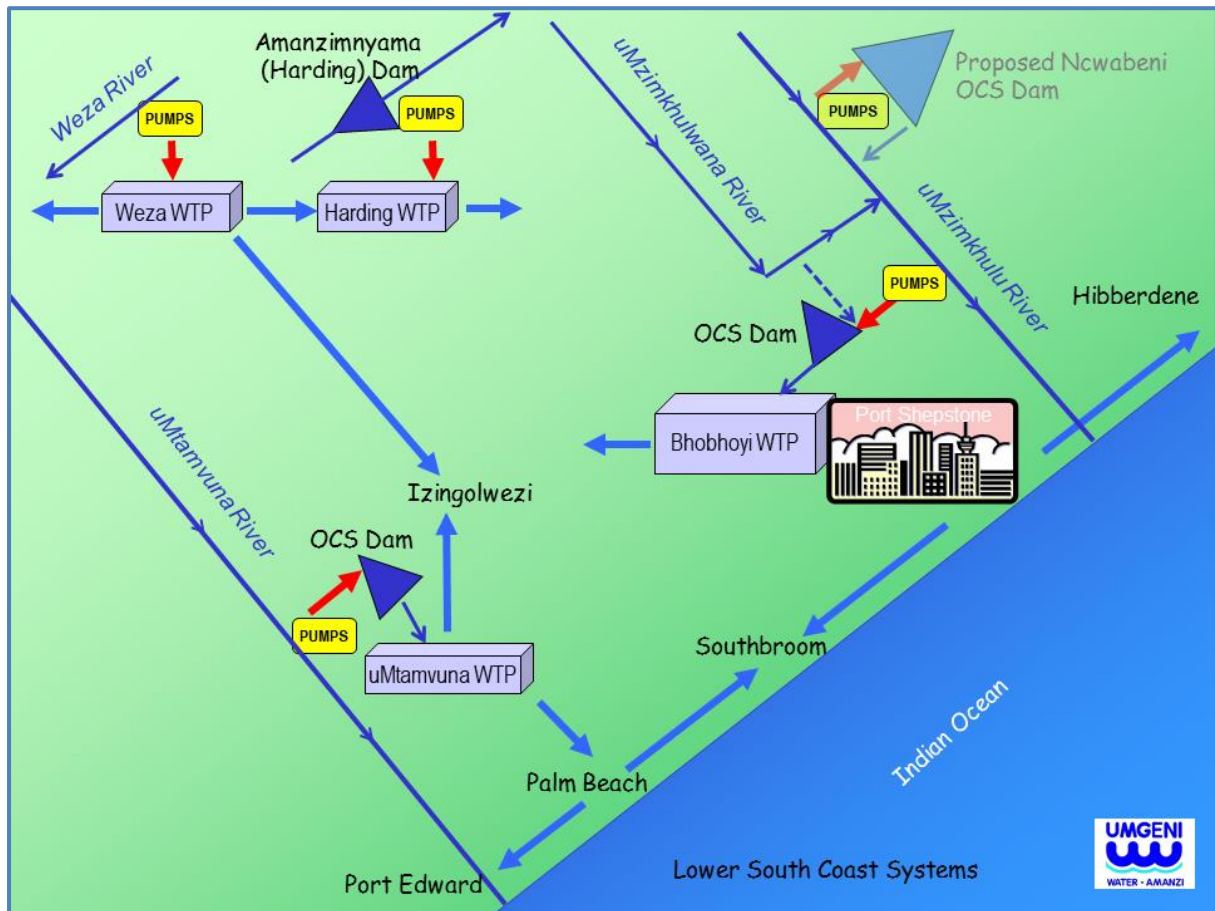 Amanzimnyama
(Harding) Dam
Weza River
PUMPS
PUMPS
Weza WTP
Harding WTP
uMzimkhulwana River
PUMPS
Proposed Ncwabeni
OCS Dam
uMzimkhulu River
PUMPS
Hibberdene
OCS Dam
Port Shepstone
Bhobhoyi WTP
uMtamvuna River
Izingolwezi
OCS Dam
PUMPS
uMtamvuna WTP
Southbroom
Indian Ocean
Palm Beach
Port Edward
Lower South Coast Systems
UMGENI
WATER • AMANZI